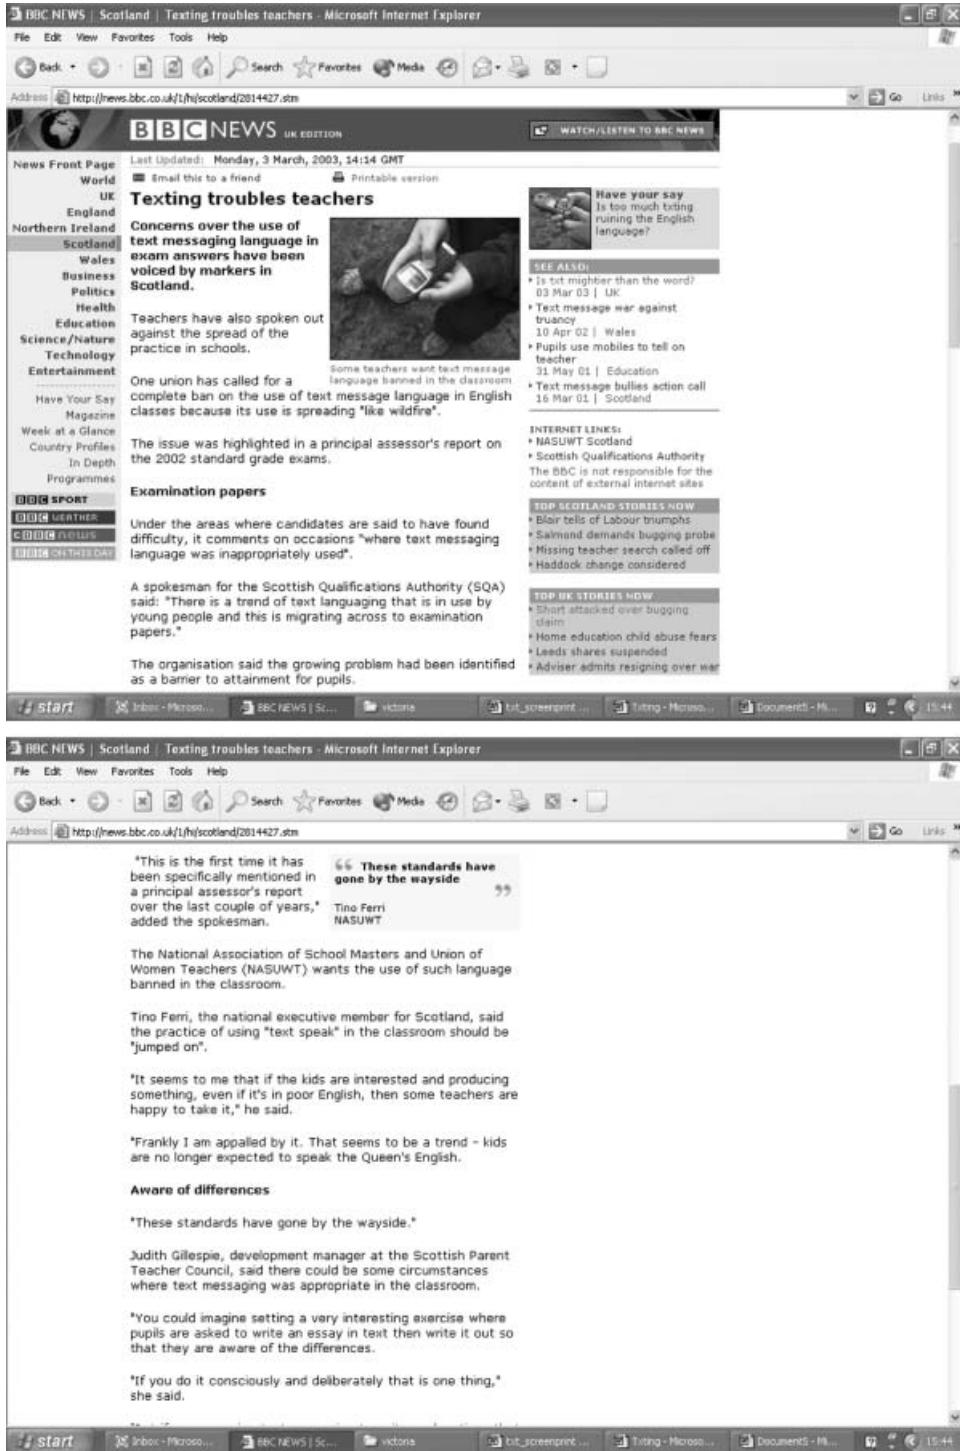 BBC NEWS | Scotland | Texting troubles teachers - Microsoft Internet Explorer
File Edit View Favorites Tools Help
Back Search Favorites Media
Address http://news.bbc.co.uk/1/hi/scotland/2814427.stm Go Links
BBC NEWS UK EDITION
WATCH/LISTEN TO BBC NEWS
News Front Page
World
UK
England
Northern Ireland
Scotland
Wales
Business
Politics
Health
Education
Science/Nature
Technology
Entertainment
Have Your Say
Magazine
Week at a Glance
Country Profiles
In Depth
Programmes
BBC SPORT
BBC WEATHER
CBBC news
BBC ON THIS DAY
Last Updated: Monday, 3 March, 2003, 14:14 GMT
Email this to a friend Printable version
Texting troubles teachers
Concerns over the use of
text messaging language in
exam answers have been
voiced by markers in
Scotland.
Teachers have also spoken out
against the spread of the
practice in schools.
Some teachers want text message
language banned in the classroom
One union has called for a
complete ban on the use of text message language in English
classes because its use is spreading "like wildfire".
The issue was highlighted in a principal assessor's report on
the 2002 standard grade exams.
Examination papers
Under the areas where candidates are said to have found
difficulty, it comments on occasions "where text messaging
language was inappropriately used".
A spokesman for the Scottish Qualifications Authority (SQA)
said: "There is a trend of text languaging that is in use by
young people and this is migrating across to examination
papers."
The organisation said the growing problem had been identified
as a barrier to attainment for pupils.
Have your say
Is too much txting
ruining the English
language?
SEE ALSO:
Is txt mightier than the word?
03 Mar 03 | UK
Text message war against
truancy
10 Apr 02 | Wales
Pupils use mobiles to tell on
teacher
31 May 01 | Education
Text message bullies action call
16 Mar 01 | Scotland
INTERNET LINKS:
NASUWT Scotland
Scottish Qualifications Authority
The BBC is not responsible for the
content of external internet sites
TOP SCOTLAND STORIES NOW
Blair tells of Labour triumphs
Salmond demands bugging probe
Missing teacher search called off
Haddock change considered
TOP UK STORIES NOW
Short attacked over bugging
claim
Home education child abuse fears
Leeds shares suspended
Adviser admits resigning over war
start Inbox - Microso... BBC NEWS | Sc... victoria txt_screenprint ... Txting - Microso... Document5 - Mi... 15:44
BBC NEWS | Scotland | Texting troubles teachers - Microsoft Internet Explorer
File Edit View Favorites Tools Help
Back Search Favorites Media
Address http://news.bbc.co.uk/1/hi/scotland/2814427.stm Go Links
"This is the first time it has
been specifically mentioned in
a principal assessor's report
over the last couple of years,"
added the spokesman.
“ These standards have
gone by the wayside ”
Tino Ferri
NASUWT
The National Association of School Masters and Union of
Women Teachers (NASUWT) wants the use of such language
banned in the classroom.
Tino Ferri, the national executive member for Scotland, said
the practice of using "text speak" in the classroom should be
"jumped on".
"It seems to me that if the kids are interested and producing
something, even if it's in poor English, then some teachers are
happy to take it," he said.
"Frankly I am appalled by it. That seems to be a trend - kids
are no longer expected to speak the Queen's English.
Aware of differences
"These standards have gone by the wayside."
Judith Gillespie, development manager at the Scottish Parent
Teacher Council, said there could be some circumstances
where text messaging was appropriate in the classroom.
"You could imagine setting a very interesting exercise where
pupils are asked to write an essay in text then write it out so
that they are aware of the differences.
"If you do it consciously and deliberately that is one thing,"
she said.
start Inbox - Microso... BBC NEWS | Sc... victoria txt_screenprint ... Txting - Microso... Document5 - Mi... 15:44